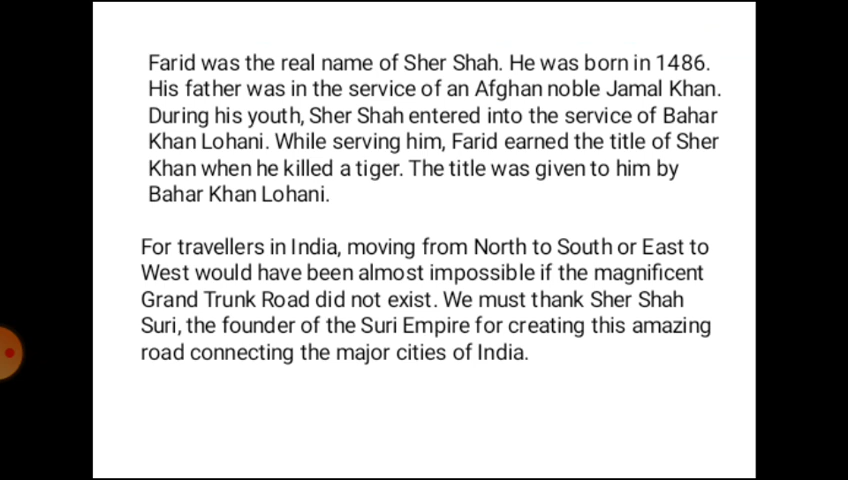 Farid was the real name of Sher Shah. He was born in 1486.
His father was in the service of an Afghan noble Jamal Khan.
During his youth, Sher Shah entered into the service of Bahar
Khan Lohani. While serving him, Farid earned the title of Sher
Khan when he killed a tiger. The title was given to him by
Bahar Khan Lohani.
For travellers in India, moving from North to South or East to
West would have been almost impossible if the magnificent
Grand Trunk Road did not exist. We must thank Sher Shah
Suri, the founder of the Suri Empire for creating this amazing
road connecting the major cities of India.